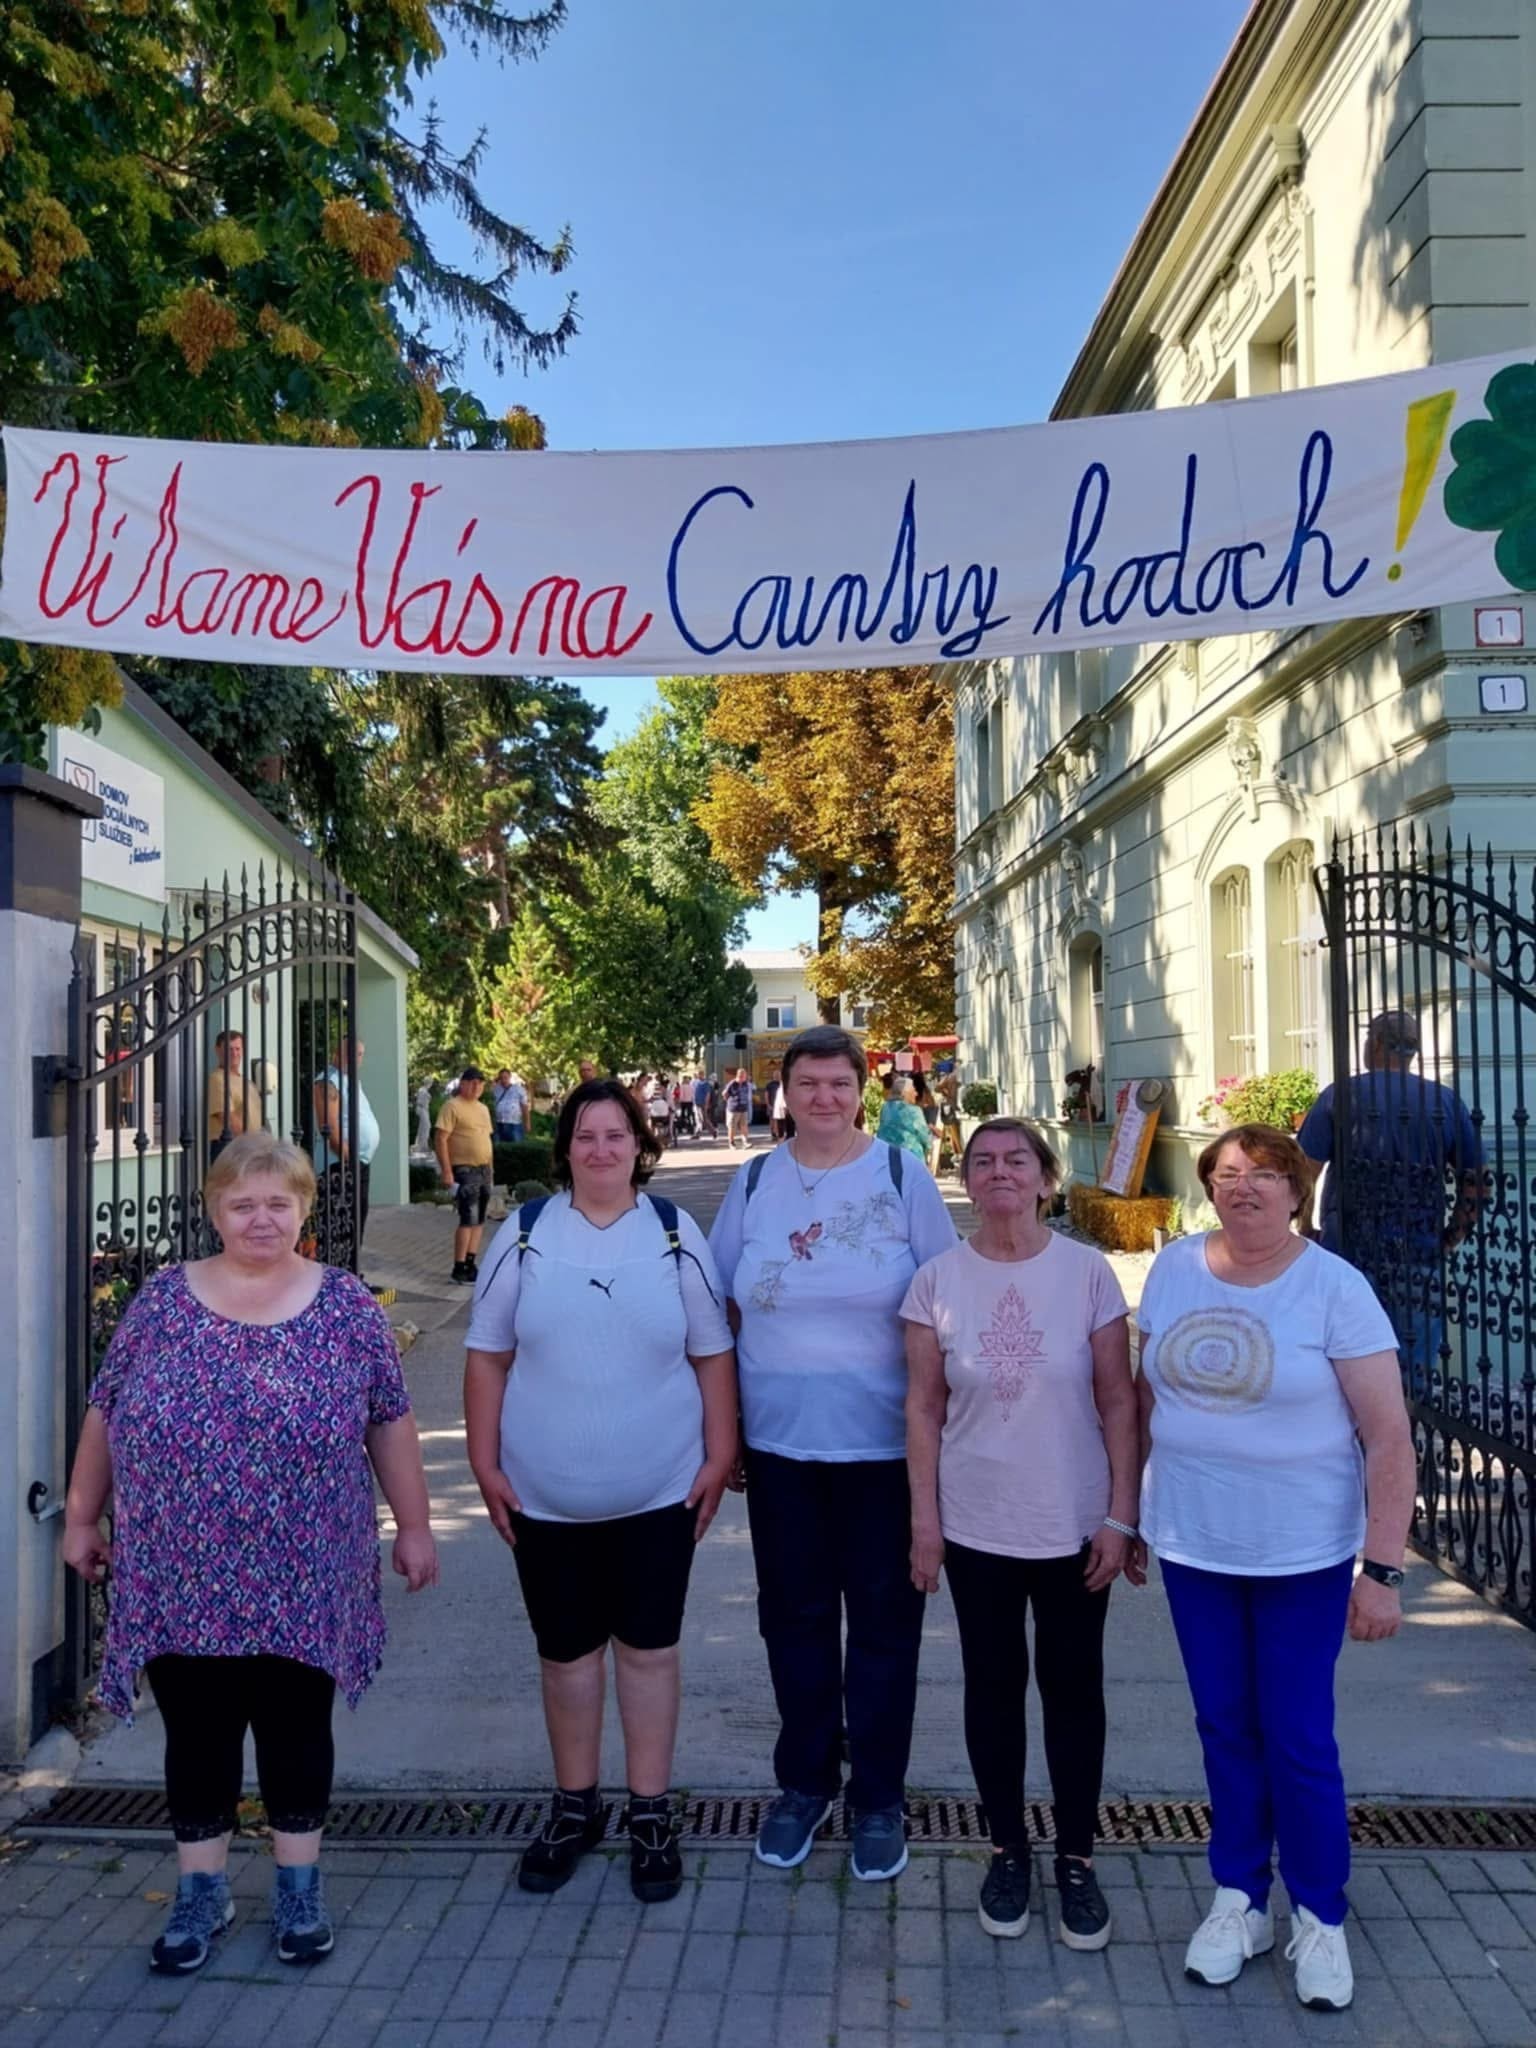 Vítame Vás na Country hodoch!
1
1
DOMOV
SOCIÁLNYCH
SLUŽIEB